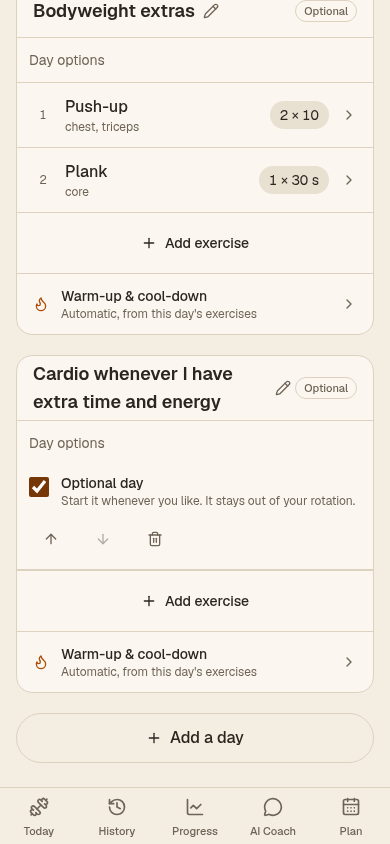 Bodyweight extras
Optional
Day options
1
Push-up
chest, triceps
2 × 10
2
Plank
core
1 × 30 s
Add exercise
Warm-up & cool-down
Automatic, from this day's exercises
Cardio whenever I have
extra time and energy
Optional
Day options
Optional day
Start it whenever you like. It stays out of your rotation.
Add exercise
Warm-up & cool-down
Automatic, from this day's exercises
Add a day
Today
History
Progress
AI Coach
Plan